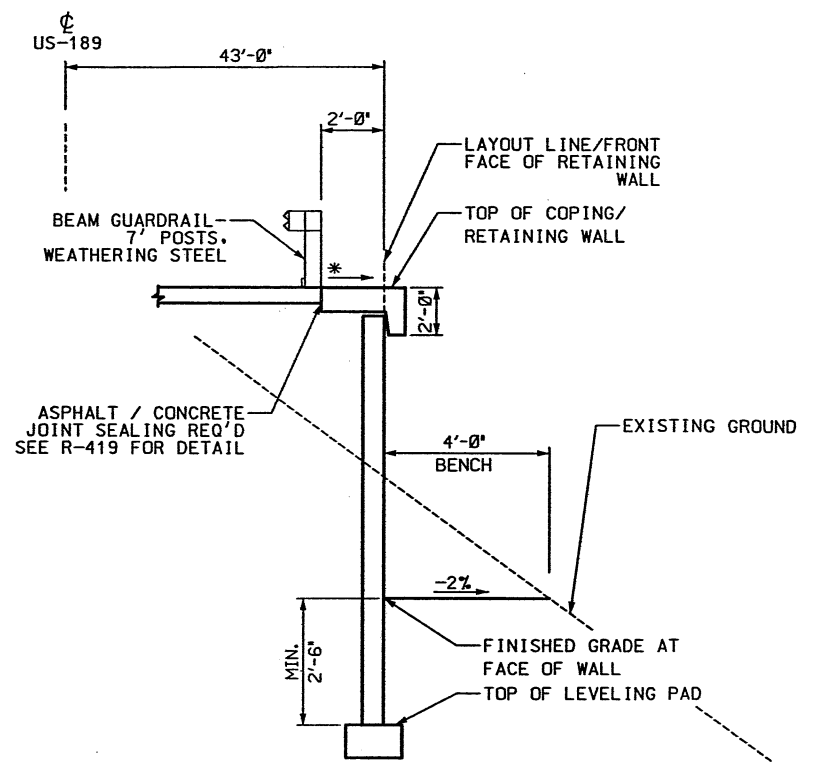 ℄
US-189
43'-0"
2'-0"
LAYOUT LINE/FRONT
FACE OF RETAINING
WALL
BEAM GUARDRAIL
7' POSTS.
WEATHERING STEEL
TOP OF COPING/
RETAINING WALL
*
2'-0"
ASPHALT / CONCRETE
JOINT SEALING REQ'D
SEE R-419 FOR DETAIL
4'-0"
BENCH
EXISTING GROUND
-2%
MIN.
2'-6"
FINISHED GRADE AT
FACE OF WALL
TOP OF LEVELING PAD